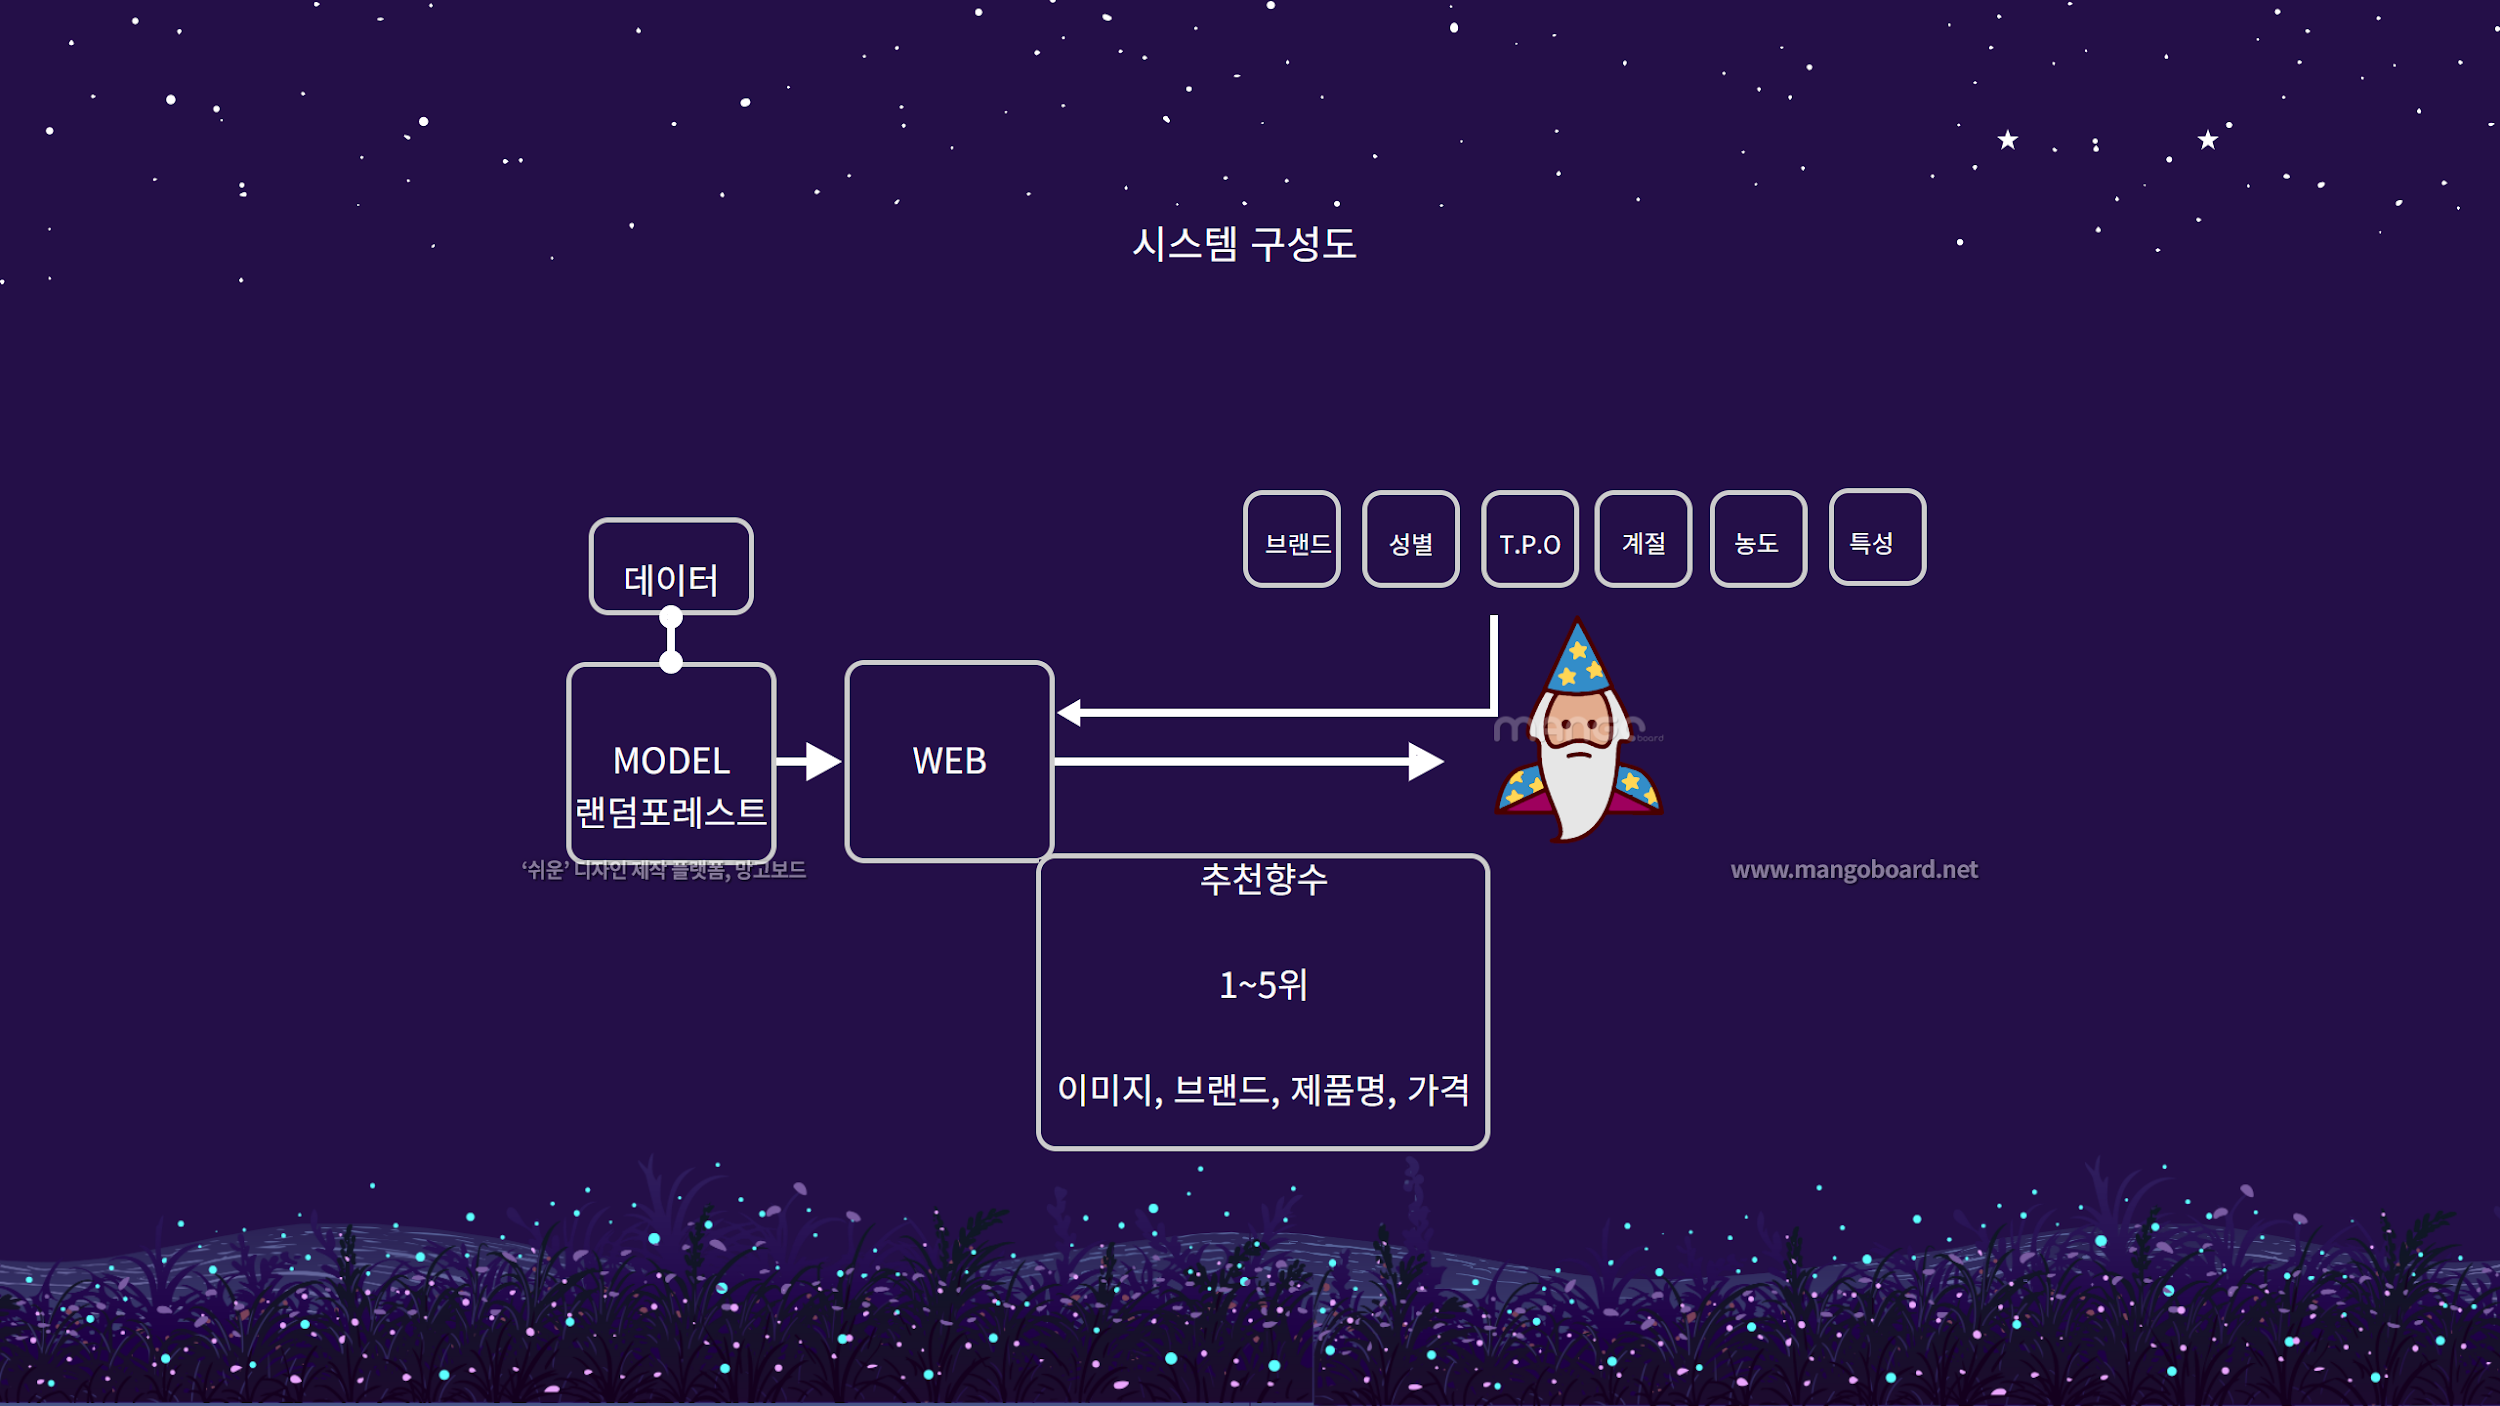 시스템 구성도
브랜드
성별
T.P.O
계절
농도
특성
데이터
MODEL
랜덤포레스트
WEB
mango board
'쉬운' 디자인 제작 플랫폼, 망고보드
www.mangoboard.net
추천향수
1~5위
이미지, 브랜드, 제품명, 가격